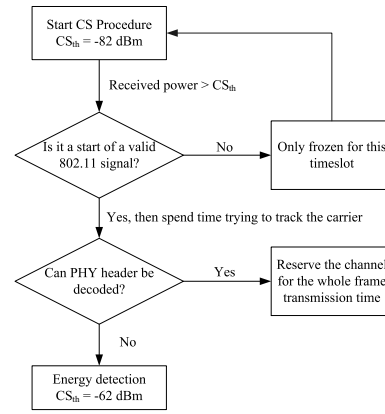 Start CS Procedure
CSth = -82 dBm
Received power > CSth
Is it a start of a valid
802.11 signal?
No
Only frozen for this
timeslot
Yes, then spend time trying to track the carrier
Can PHY header be
decoded?
Yes
Reserve the channel
for the whole frame
transmission time
No
Energy detection
CSth = -62 dBm